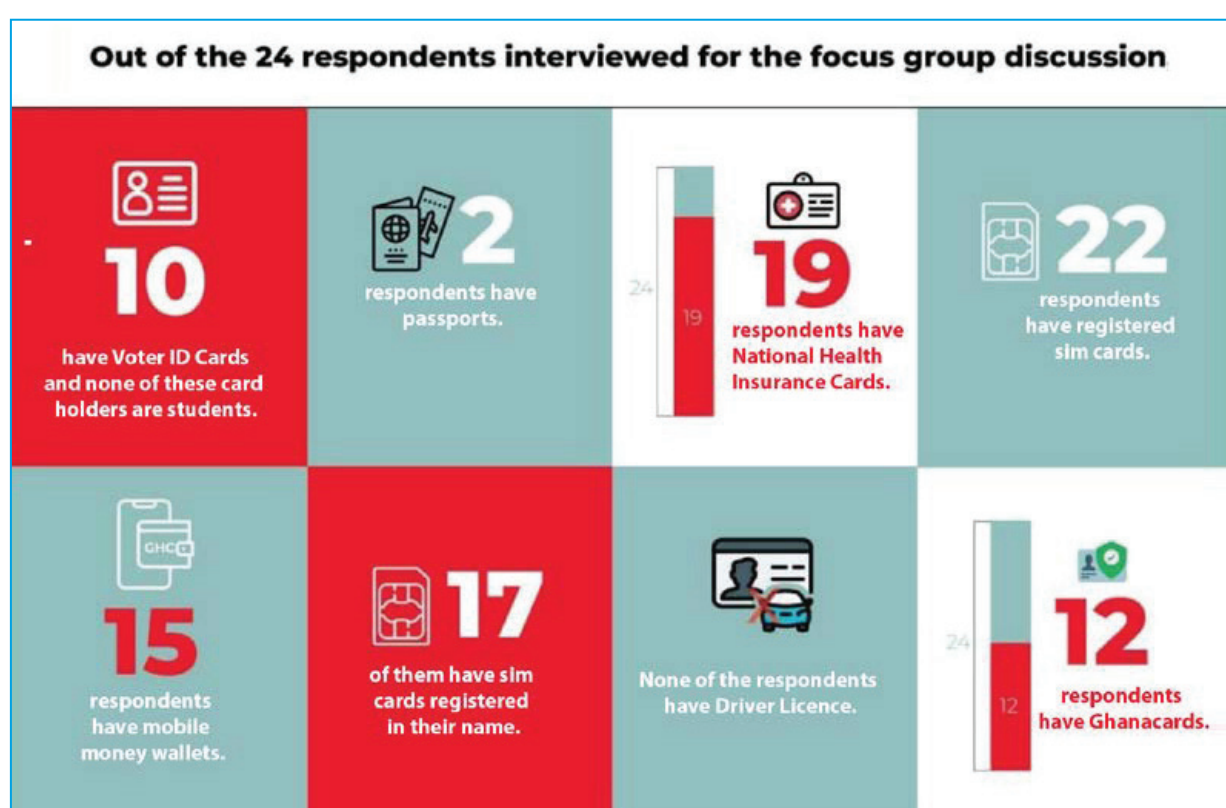 Out of the 24 respondents interviewed for the focus group discussion
10
have Voter ID Cards
and none of these card
holders are students.
2
respondents have
passports.
24
19
19
respondents have
National Health
Insurance Cards.
22
respondents
have registered
sim cards.
GHC
15
respondents
have mobile
money wallets.
17
of them have sim
cards registered
in their name.
None of the respondents
have Driver Licence.
24
12
12
respondents
have Ghanacards.